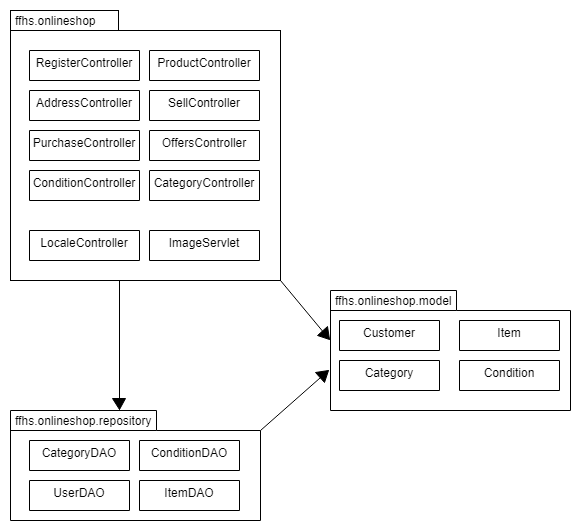 ffhs.onlineshop
RegisterController ProductController
AddressController SellController
PurchaseController OffersController
ConditionController CategoryController
LocaleController ImageServlet
ffhs.onlineshop.model
Customer Item
Category Condition
ffhs.onlineshop.repository
CategoryDAO ConditionDAO
UserDAO ItemDAO